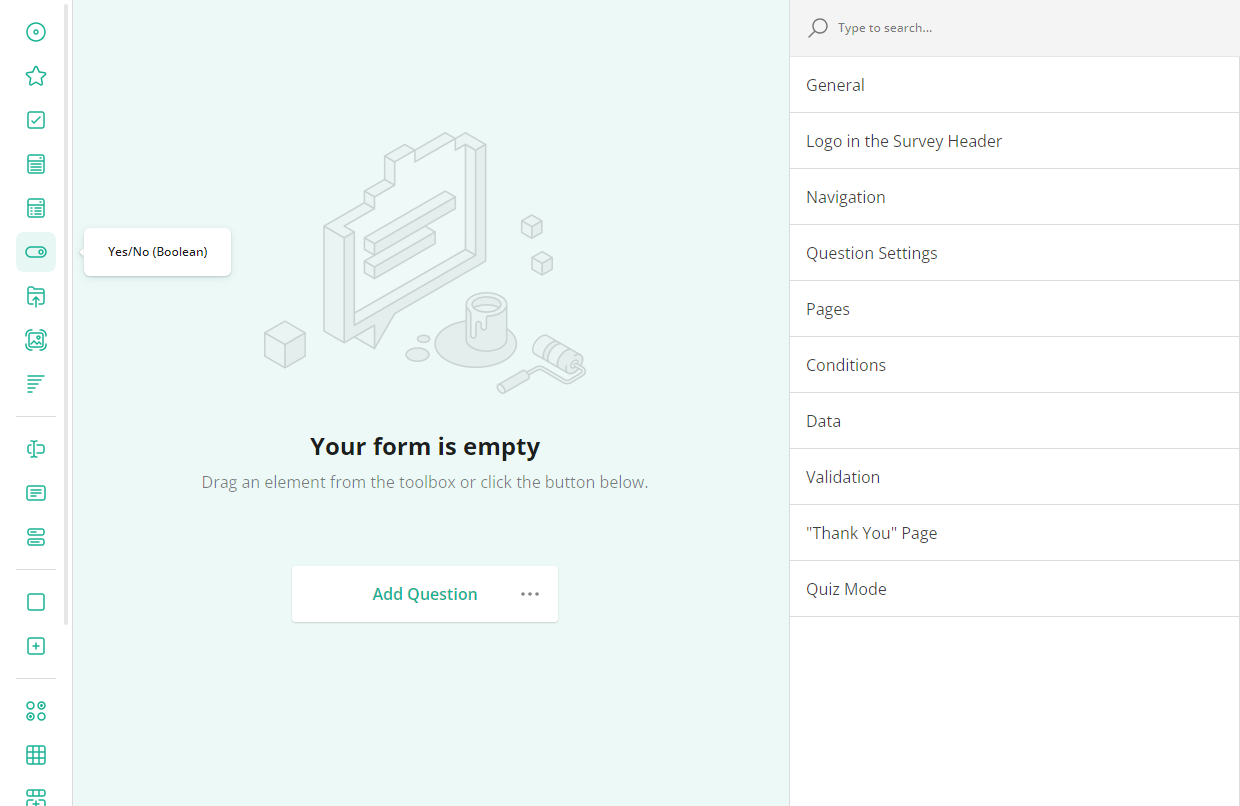 Type to search...
General
Logo in the Survey Header
Navigation
Question Settings
Yes/No (Boolean)
Pages
Conditions
Data
Your form is empty
Drag an element from the toolbox or click the button below.
Validation
"Thank You" Page
Add Question
Quiz Mode